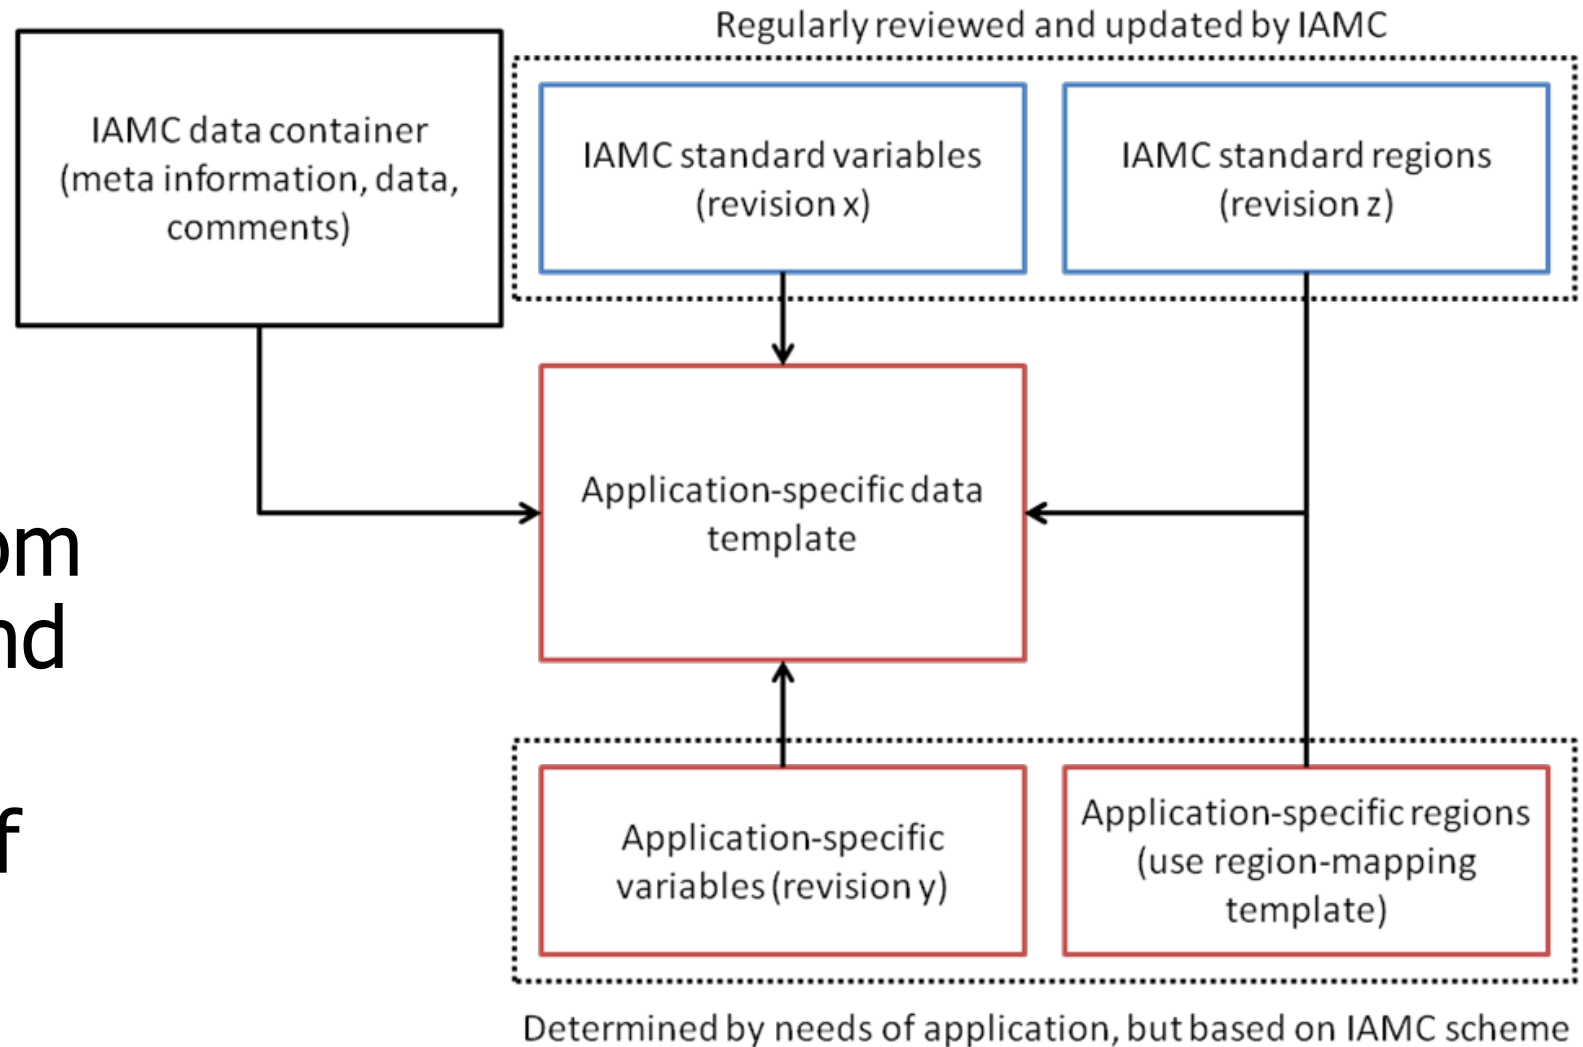 Regularly reviewed and updated by IAMC
IAMC data container
(meta information, data,
comments)
IAMC standard variables
(revision x)
IAMC standard regions
(revision z)
Application-specific data
template
om
nd
f
Application-specific
variables (revision y)
Application-specific regions
(use region-mapping
template)
Determined by needs of application, but based on IAMC scheme